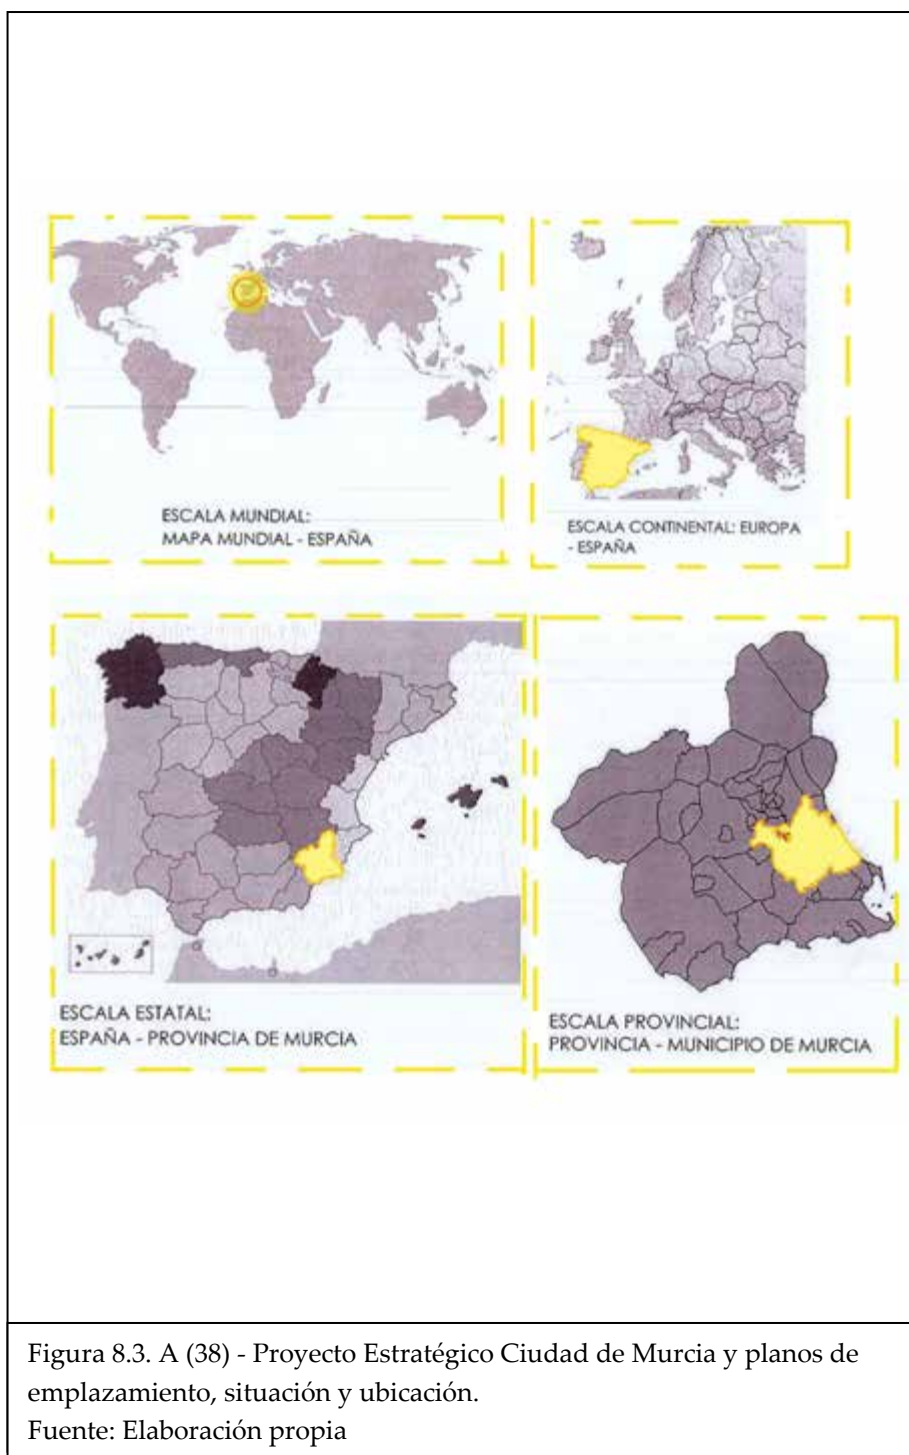 ESCALA MUNDIAL:
MAPA MUNDIAL - ESPAÑA
ESCALA CONTINENTAL: EUROPA
- ESPAÑA
ESCALA ESTATAL:
ESPAÑA - PROVINCIA DE MURCIA
ESCALA PROVINCIAL:
PROVINCIA - MUNICIPIO DE MURCIA
Figura 8.3. A (38) - Proyecto Estratégico Ciudad de Murcia y planos de
emplazamiento, situación y ubicación.
Fuente: Elaboración propia